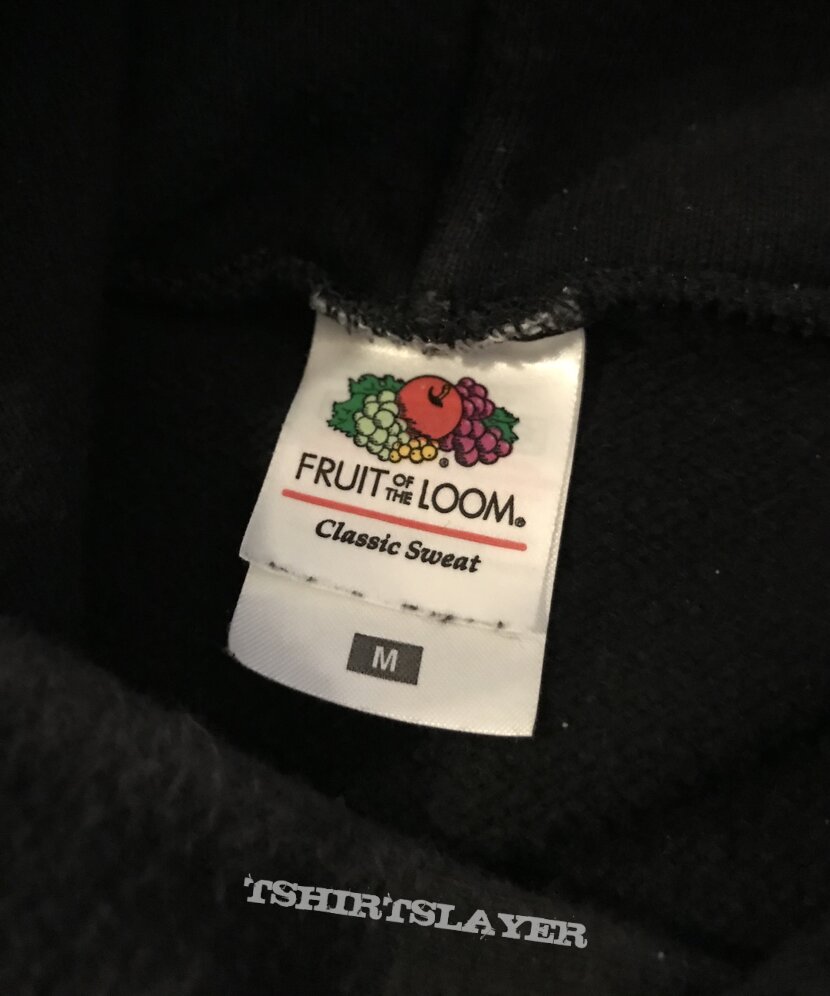 FRUIT OF THE LOOM®
Classic Sweat
M
TSHIRTSLAYER